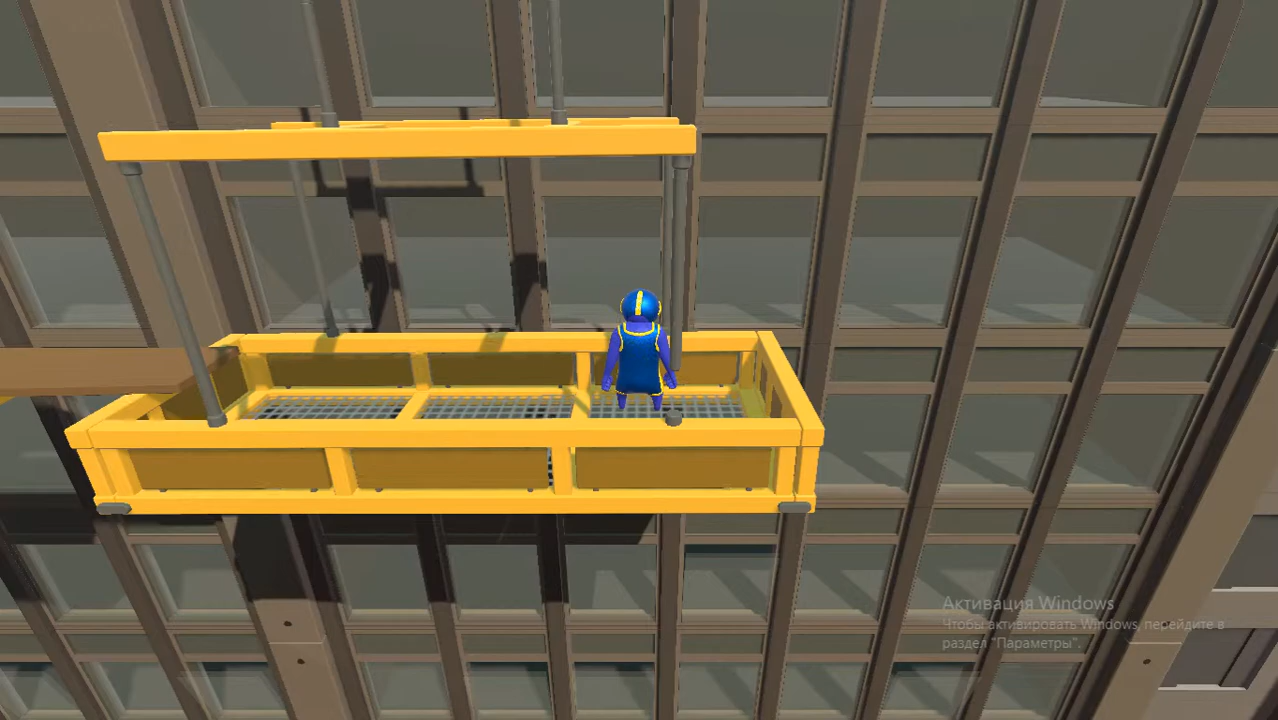 Активация Windows
Чтобы активировать Windows, перейдите в
раздел "Параметры".